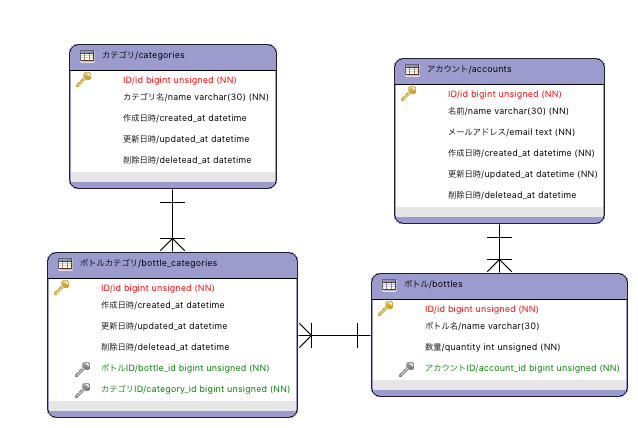 カテゴリ/categories
ID/id bigint unsigned (NN)
カテゴリ名/name varchar(30) (NN)
作成日時/created_at datetime
更新日時/updated_at datetime
削除日時/deletead_at datetime
アカウント/accounts
ID/id bigint unsigned (NN)
名前/name varchar(30) (NN)
メールアドレス/email text (NN)
作成日時/created_at datetime (NN)
更新日時/updated_at datetime (NN)
削除日時/deletead_at datetime
ボトルカテゴリ/bottle_categories
ID/id bigint unsigned (NN)
作成日時/created_at datetime
更新日時/updated_at datetime
削除日時/deletead_at datetime
ボトルID/bottle_id bigint unsigned (NN)
カテゴリID/category_id bigint unsigned (NN)
ボトル/bottles
ID/id bigint unsigned (NN)
ボトル名/name varchar(30)
数量/quantity int unsigned (NN)
アカウントID/account_id bigint unsigned (NN)